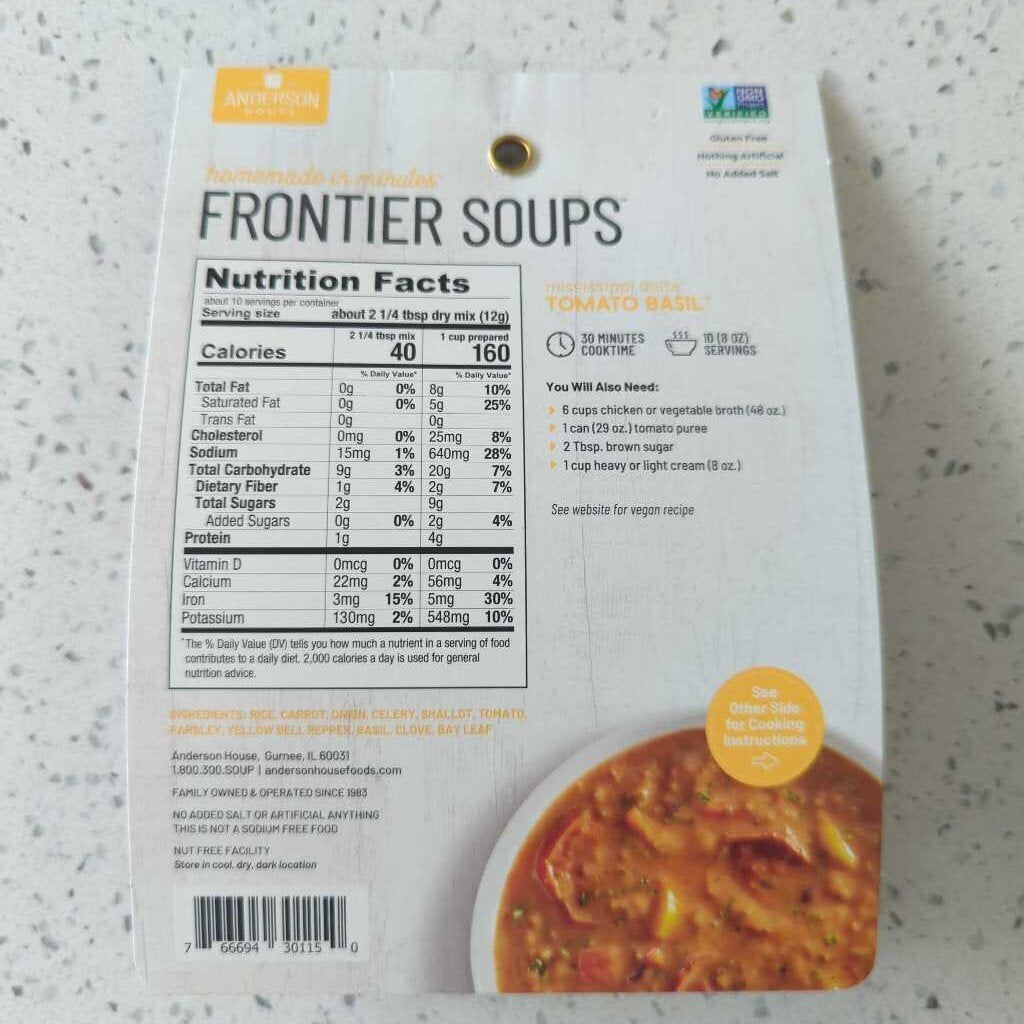 ANDERSON
HOUSE
NON
GMO
Project
VERIFIED
Gluten Free
Nothing Artificial
No Added Salt
homemade in minutes
FRONTIER SOUPS
Nutrition Facts
about 10 servings per container
Serving size about 2 1/4 tbsp dry mix (12g)
2 1/4 tbsp mix 1 cup prepared
Calories 40 160
% Daily Value* % Daily Value*
Total Fat 0g 0% 8g 10%
Saturated Fat 0g 0% 5g 25%
Trans Fat 0g 0g
Cholesterol 0mg 0% 25mg 8%
Sodium 15mg 1% 640mg 28%
Total Carbohydrate 9g 3% 20g 7%
Dietary Fiber 1g 4% 2g 7%
Total Sugars 2g 9g
Added Sugars 0g 0% 2g 4%
Protein 1g 4g
Vitamin D 0mcg 0% 0mcg 0%
Calcium 22mg 2% 56mg 4%
Iron 3mg 15% 5mg 30%
Potassium 130mg 2% 548mg 10%
*The % Daily Value (DV) tells you how much a nutrient in a serving of food
contributes to a daily diet. 2,000 calories a day is used for general
nutrition advice.
mississippi delta
TOMATO BASIL
30 MINUTES
COOKTIME
10 (8 OZ)
SERVINGS
You Will Also Need:
6 cups chicken or vegetable broth (48 oz.)
1 can (29 oz.) tomato puree
2 Tbsp. brown sugar
1 cup heavy or light cream (8 oz.)
See website for vegan recipe
INGREDIENTS: RICE, CARROT, ONION, CELERY, SHALLOT, TOMATO,
PARSLEY, YELLOW BELL PEPPER, BASIL, CLOVE, BAY LEAF
Anderson House, Gurnee, IL 60031
1.800.300.SOUP | andersonhousefoods.com
FAMILY OWNED & OPERATED SINCE 1983
NO ADDED SALT OR ARTIFICIAL ANYTHING
THIS IS NOT A SODIUM FREE FOOD
NUT FREE FACILITY
Store in cool, dry, dark location
See
Other Side
for Cooking
Instructions
7 66694 30115 0